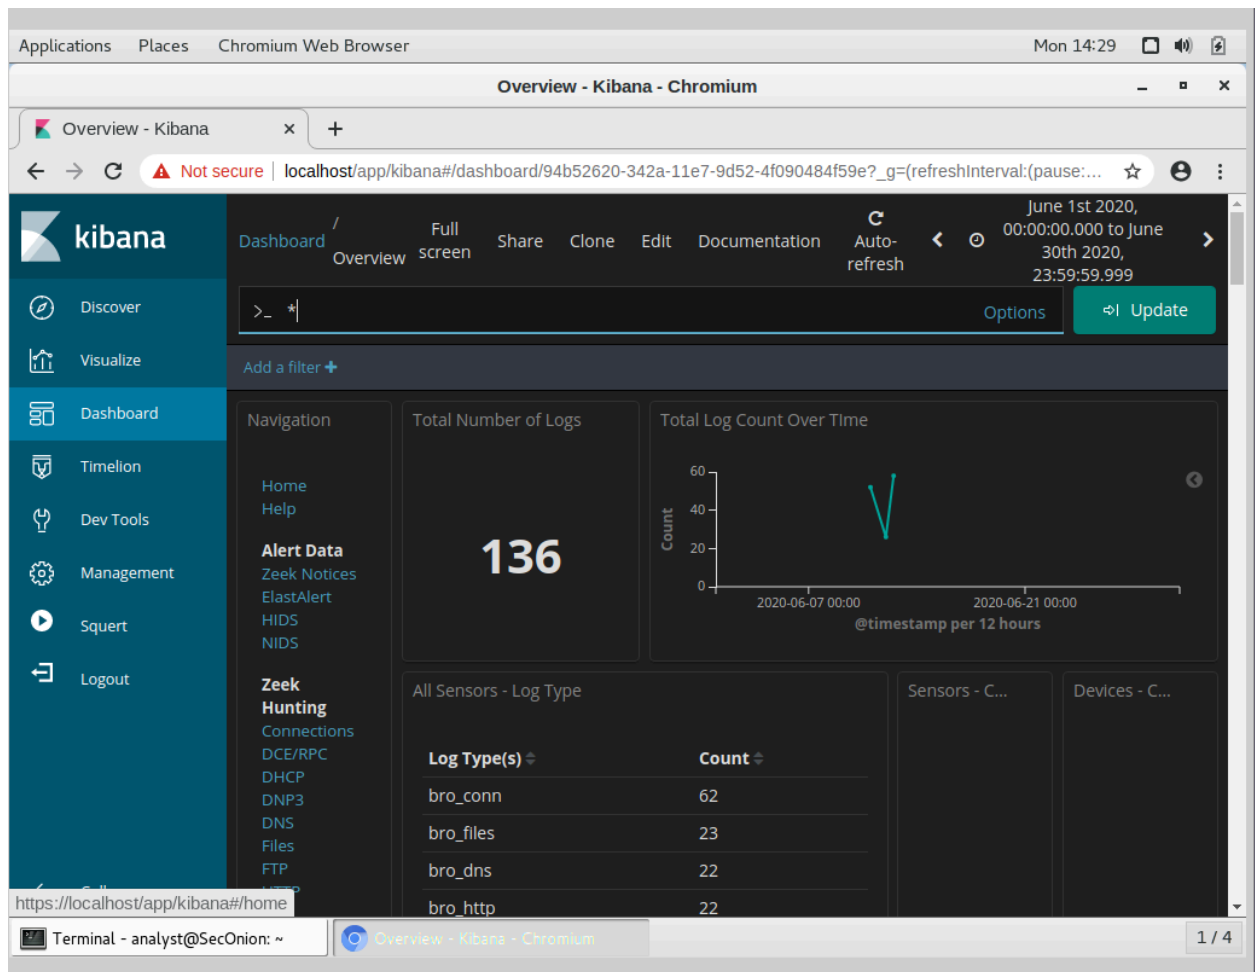 Applications Places Chromium Web Browser Mon 14:29
Overview - Kibana - Chromium
Overview - Kibana
Not secure localhost/app/kibana#/dashboard/94b52620-342a-11e7-9d52-4f090484f59e?_g=(refreshInterval:(pause:...
kibana
Discover
Visualize
Dashboard
Timelion
Dev Tools
Management
Squert
Logout
Dashboard
/
Overview
Full
screen
Share
Clone
Edit
Documentation
Auto-
refresh
June 1st 2020,
00:00:00.000 to June
30th 2020,
23:59:59.999
>_ *
Options
Update
Add a filter +
Navigation
Home
Help
Alert Data
Zeek Notices
ElastAlert
HIDS
NIDS
Zeek
Hunting
Connections
DCE/RPC
DHCP
DNP3
DNS
Files
FTP
Total Number of Logs
136
Total Log Count Over TIme
60
40
20
0
Count
2020-06-07 00:00
2020-06-21 00:00
@timestamp per 12 hours
All Sensors - Log Type
Log Type(s) Count
bro_conn 62
bro_files 23
bro_dns 22
bro_http 22
Sensors - C...
Devices - C...
https://localhost/app/kibana#/home
Terminal - analyst@SecOnion: ~
Overview - Kibana - Chromium
1 / 4